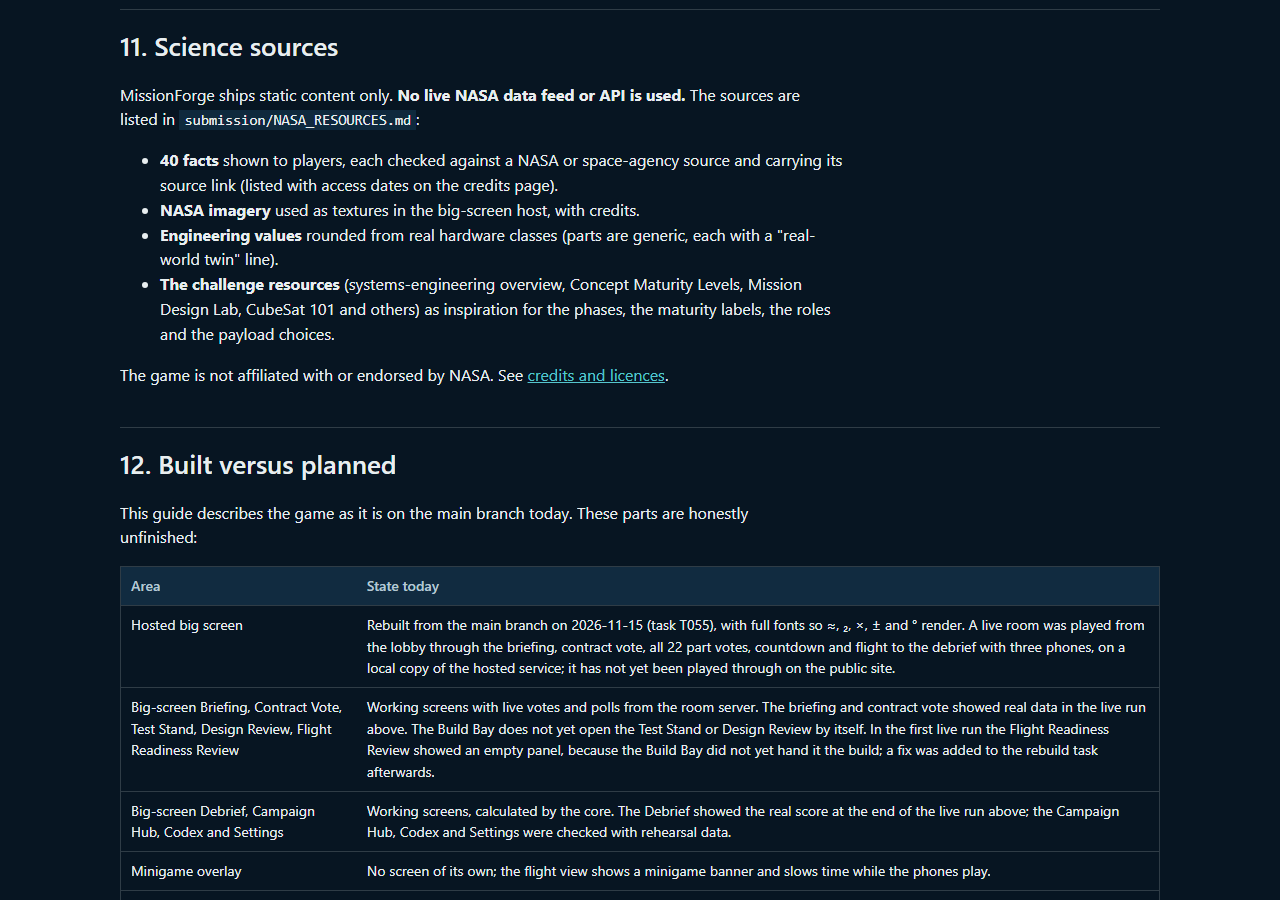 11. Science sources
MissionForge ships static content only. No live NASA data feed or API is used. The sources are
listed in submission/NASA_RESOURCES.md:
• 40 facts shown to players, each checked against a NASA or space-agency source and carrying its
source link (listed with access dates on the credits page).
• NASA imagery used as textures in the big-screen host, with credits.
• Engineering values rounded from real hardware classes (parts are generic, each with a "real-
world twin" line).
• The challenge resources (systems-engineering overview, Concept Maturity Levels, Mission
Design Lab, CubeSat 101 and others) as inspiration for the phases, the maturity labels, the roles
and the payload choices.
The game is not affiliated with or endorsed by NASA. See credits and licences.
12. Built versus planned
This guide describes the game as it is on the main branch today. These parts are honestly
unfinished:
Area
State today
Hosted big screen
Rebuilt from the main branch on 2026-11-15 (task T055), with full fonts so ≈, ₂, ×, ± and ° render. A live room was played from
the lobby through the briefing, contract vote, all 22 part votes, countdown and flight to the debrief with three phones, on a
local copy of the hosted service; it has not yet been played through on the public site.
Big-screen Briefing, Contract Vote,
Test Stand, Design Review, Flight
Readiness Review
Working screens with live votes and polls from the room server. The briefing and contract vote showed real data in the live run
above. The Build Bay does not yet open the Test Stand or Design Review by itself. In the first live run the Flight Readiness
Review showed an empty panel, because the Build Bay did not yet hand it the build; a fix was added to the rebuild task
afterwards.
Big-screen Debrief, Campaign
Hub, Codex and Settings
Working screens, calculated by the core. The Debrief showed the real score at the end of the live run above; the Campaign
Hub, Codex and Settings were checked with rehearsal data.
Minigame overlay
No screen of its own; the flight view shows a minigame banner and slows time while the phones play.